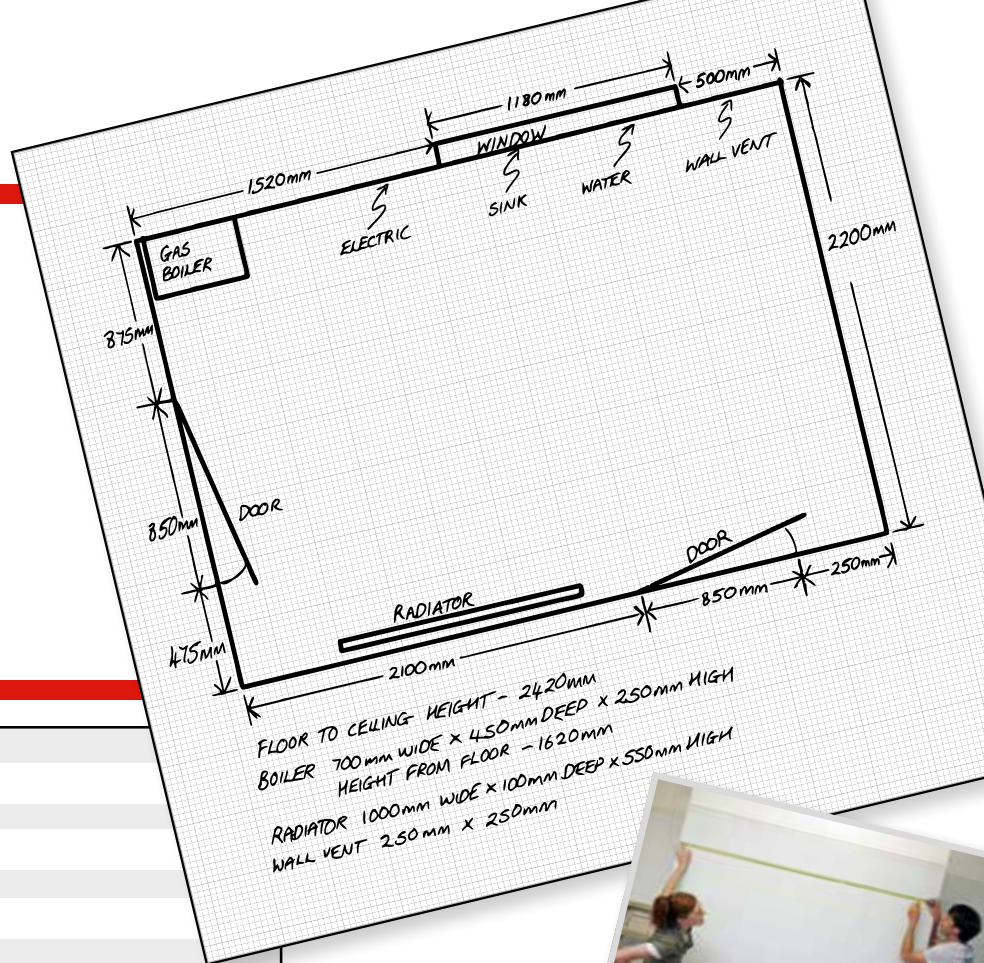 1180mm
500mm
1520mm
WINDOW
WALL VENT
WATER
SINK
ELECTRIC
GAS
BOILER
2200mm
875mm
850mm
DOOR
DOOR
250mm
850mm
RADIATOR
475mm
2100mm
FLOOR TO CEILING HEIGHT - 2420mm
BOILER 700mm WIDE x 450mm DEEP x 250mm HIGH
HEIGHT FROM FLOOR - 1620mm
RADIATOR 1000mm WIDE x 100mm DEEP x 550mm HIGH
WALL VENT 250mm x 250mm